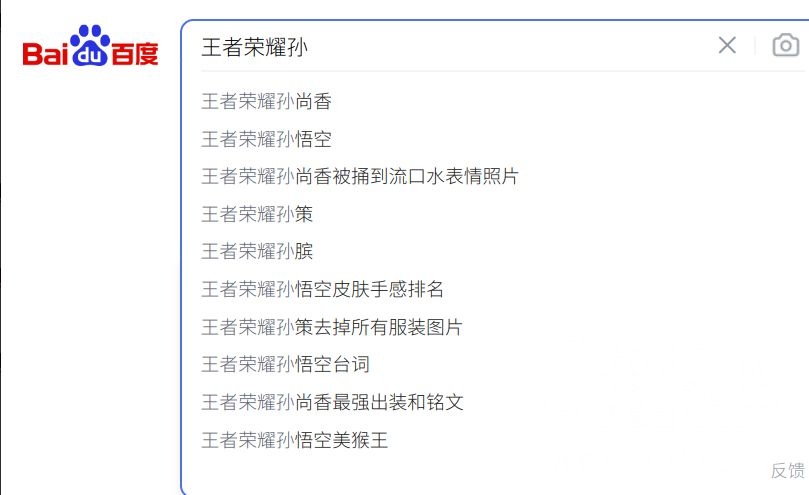 Bai du 百度
王者荣耀孙
王者荣耀孙尚香
王者荣耀孙悟空
王者荣耀孙尚香被捅到流口水表情照片
王者荣耀孙策
王者荣耀孙膑
王者荣耀孙悟空皮肤手感排名
王者荣耀孙策去掉所有服装图片
王者荣耀孙悟空台词
王者荣耀孙尚香最强出装和铭文
王者荣耀孙悟空美猴王
反馈